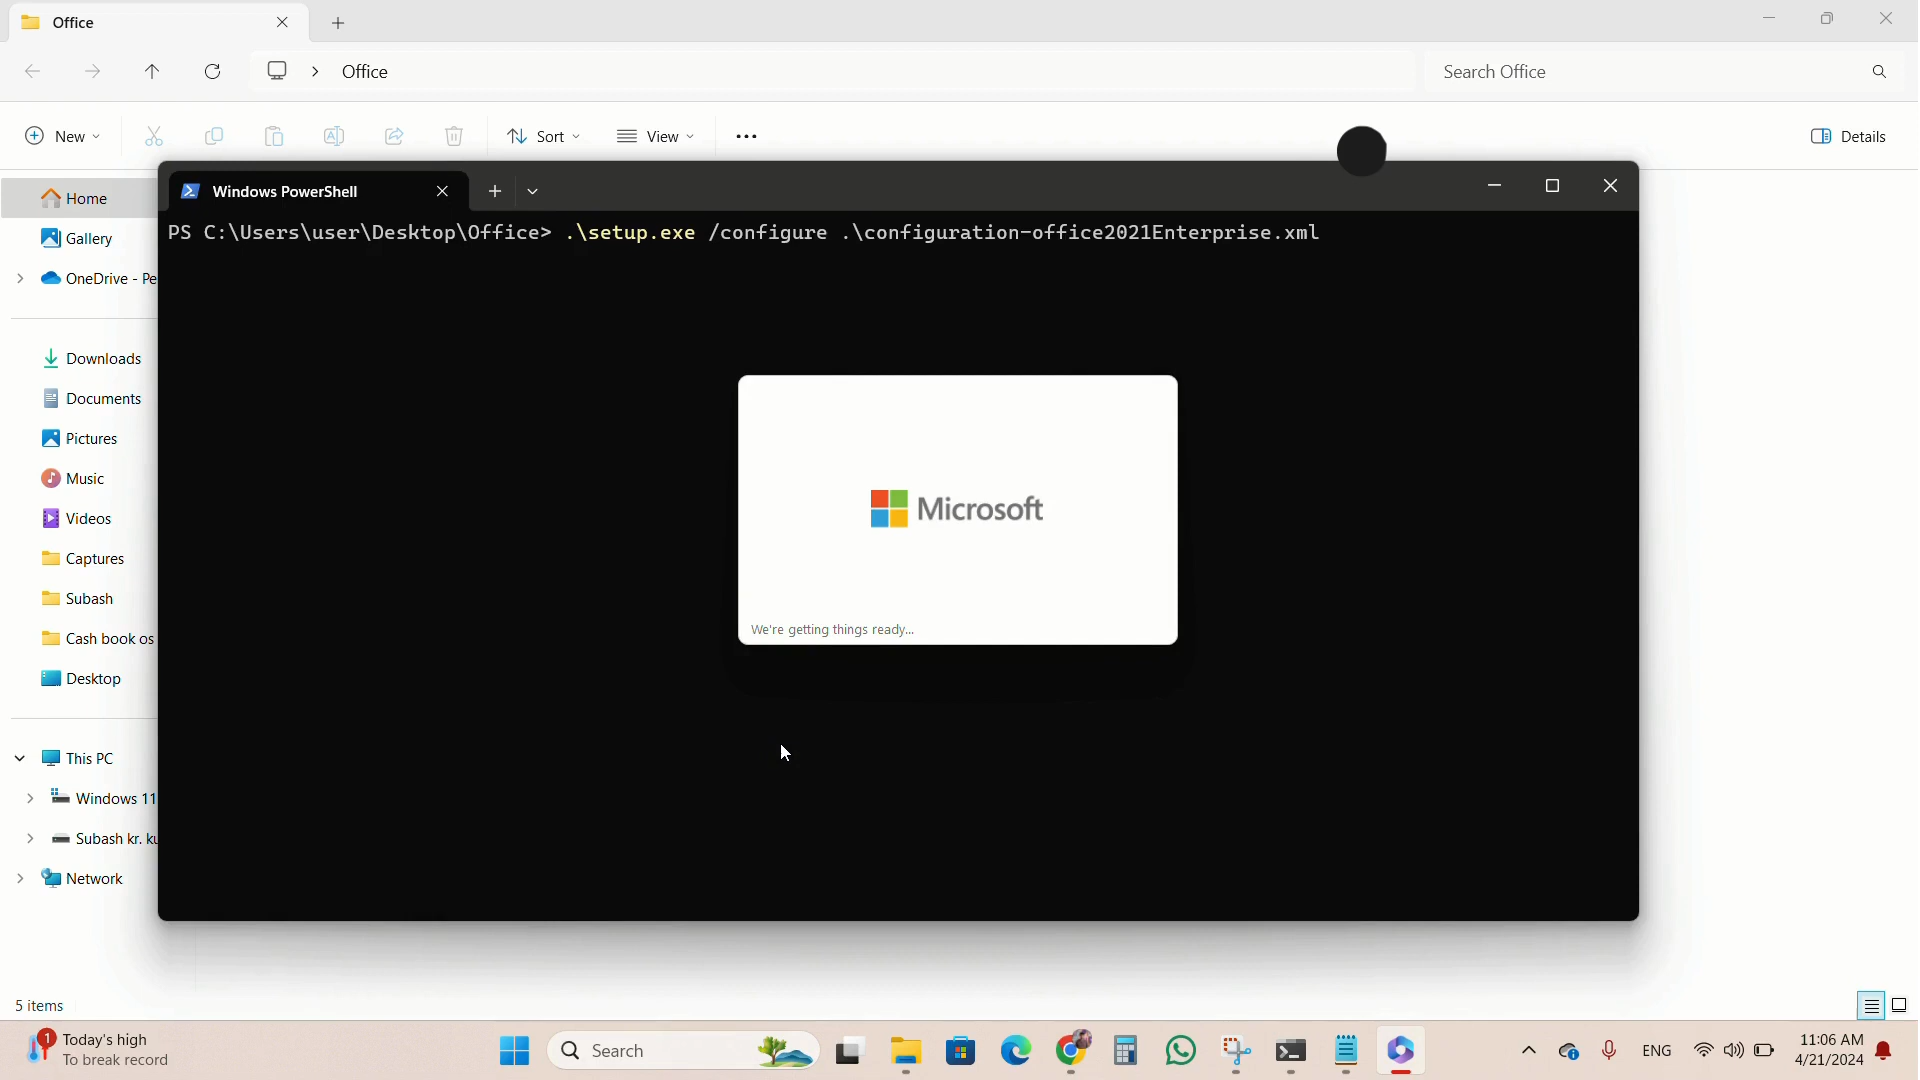 Office
Office
Search Office
New
Sort
View
Details
Windows PowerShell
PS C:\Users\user\Desktop\Office> .\setup.exe /configure .\configuration-office2021Enterprise.xml
Home
Gallery
OneDrive - Pe
Downloads
Documents
Pictures
Music
Videos
Captures
Subash
Cash book os
Desktop
This PC
Windows 11
Subash kr. ku
Network
Microsoft
We're getting things ready...
5 items
1
Today's high
To break record
Search
ENG
11:06 AM
4/21/2024